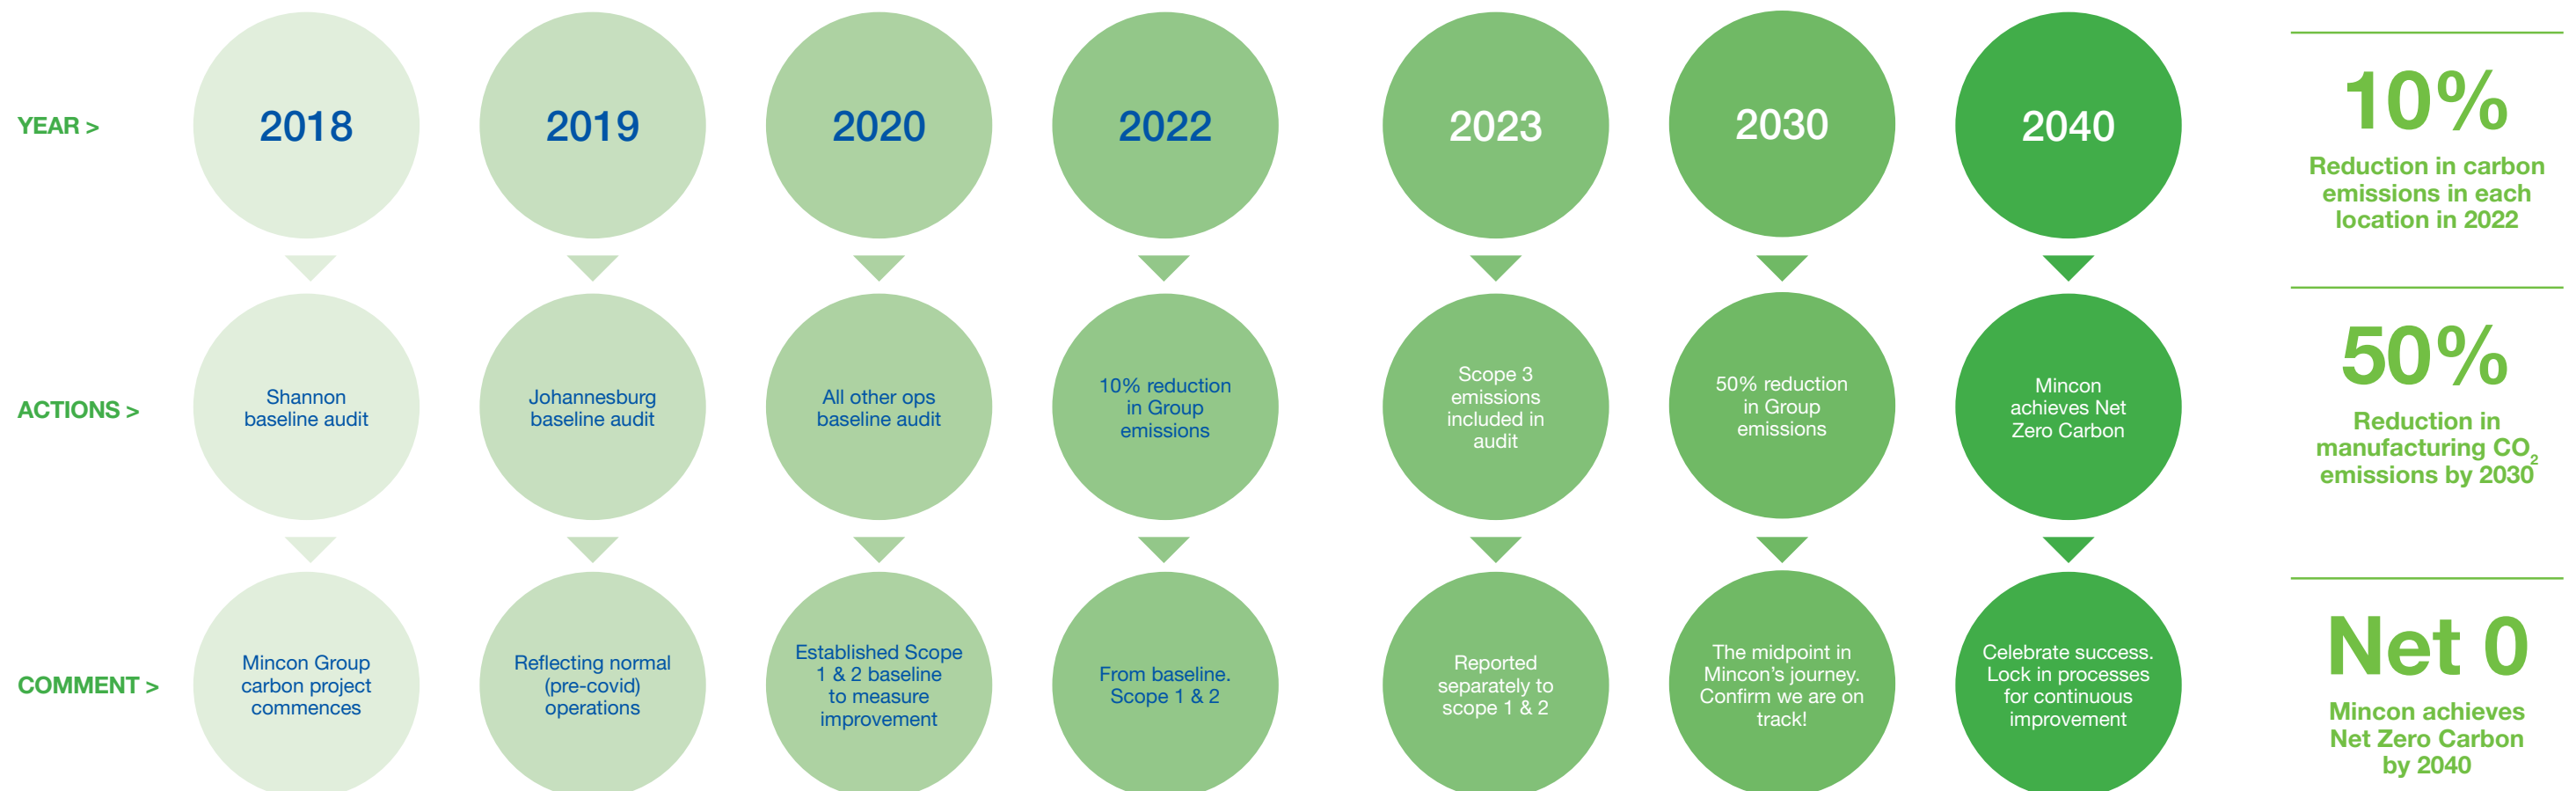 YEAR >
2018
2019
2020
2022
2023
2030
2040
10%
Reduction in carbon
emissions in each
location in 2022
ACTIONS >
Shannon
baseline audit
Johannesburg
baseline audit
All other ops
baseline audit
10% reduction
in Group
emissions
Scope 3
emissions
included in
audit
50% reduction
in Group
emissions
Mincon
achieves Net
Zero Carbon
50%
Reduction in
manufacturing CO2
emissions by 2030
COMMENT >
Mincon Group
carbon project
commences
Reflecting normal
(pre-covid)
operations
Established Scope
1 & 2 baseline
to measure
improvement
From baseline.
Scope 1 & 2
Reported
separately to
scope 1 & 2
The midpoint in
Mincon’s journey.
Confirm we are on
track!
Celebrate success.
Lock in processes
for continuous
improvement
Net 0
Mincon achieves
Net Zero Carbon
by 2040